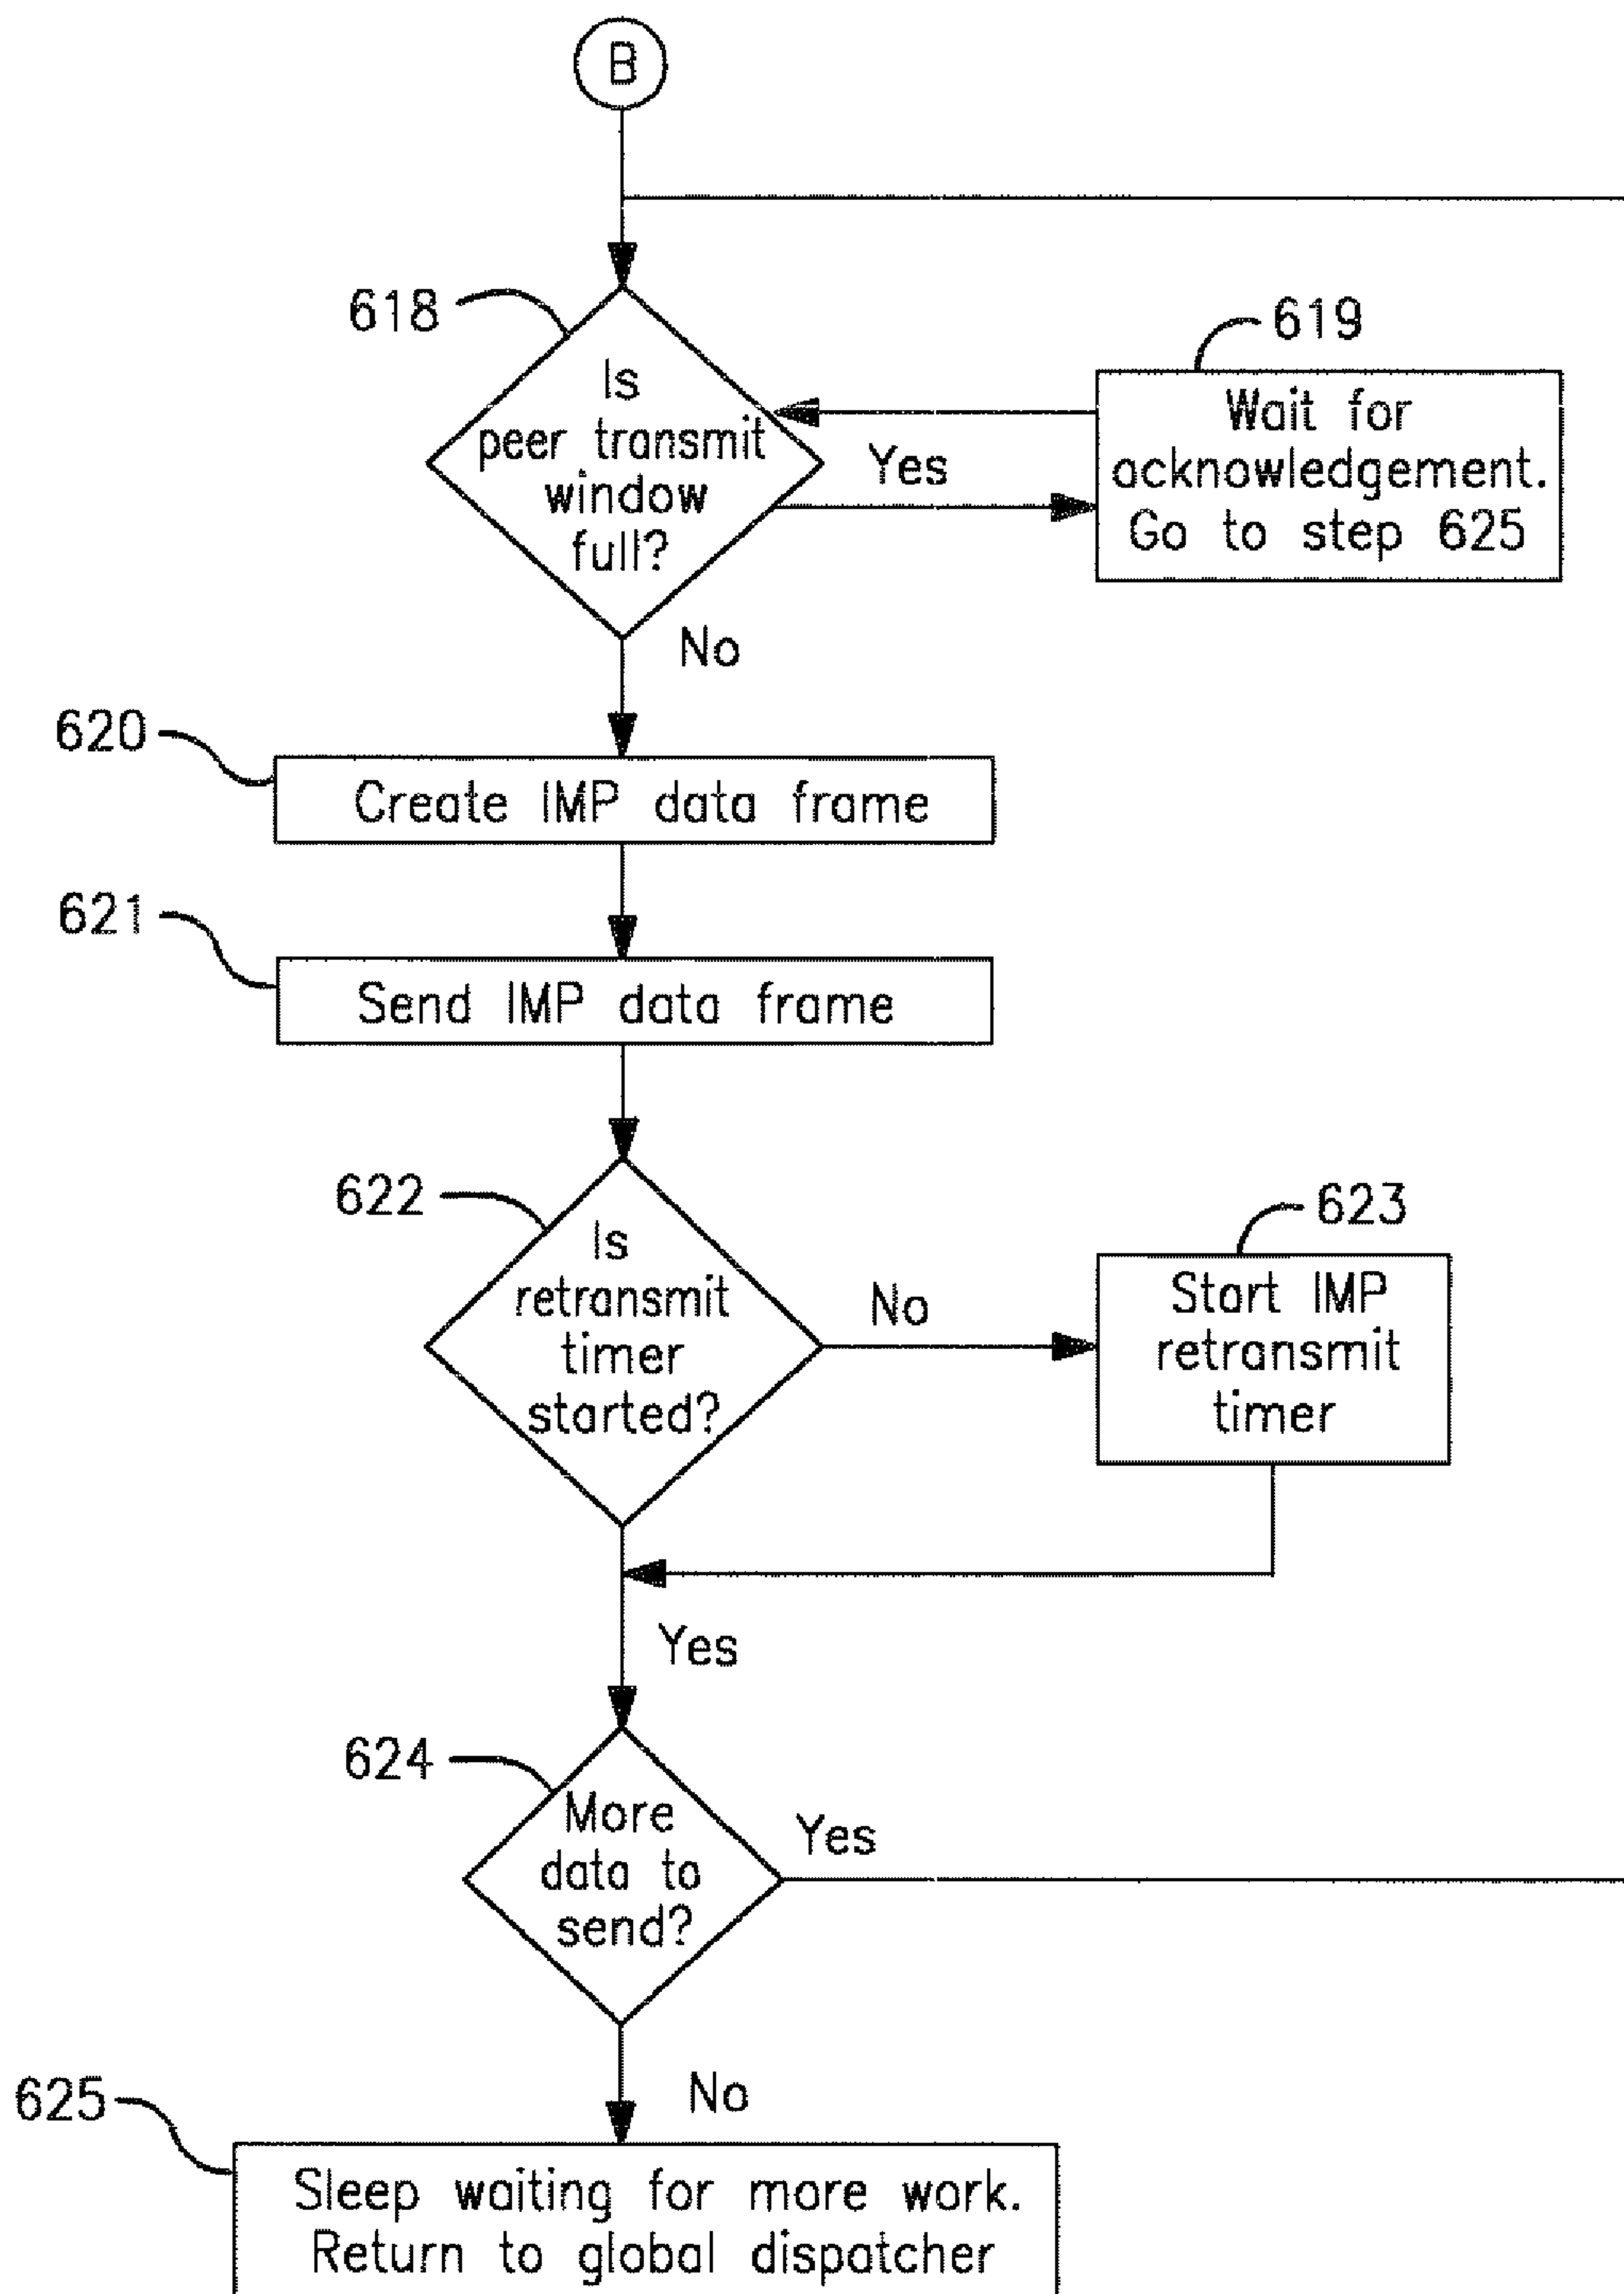 B
618
Is
peer transmit
window
full?
Yes
619
Wait for
acknowledgement.
Go to step 625
No
620
Create IMP data frame
621
Send IMP data frame
622
Is
retransmit
timer
started?
No
623
Start IMP
retransmit
timer
Yes
624
More
data to
send?
Yes
No
625
Sleep waiting for more work.
Return to global dispatcher